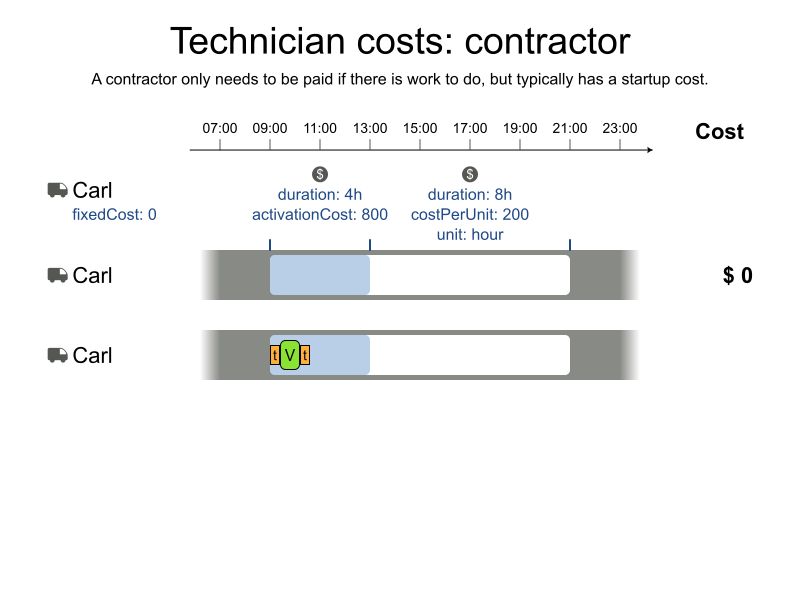 Technician costs: contractor
A contractor only needs to be paid if there is work to do, but typically has a startup cost.
07:00 09:00 11:00 13:00 15:00 17:00 19:00 21:00 23:00
Cost
$ $
Carl
fixedCost: 0
duration: 4h
activationCost: 800
duration: 8h
costPerUnit: 200
unit: hour
Carl
$ 0
Carl
t V t